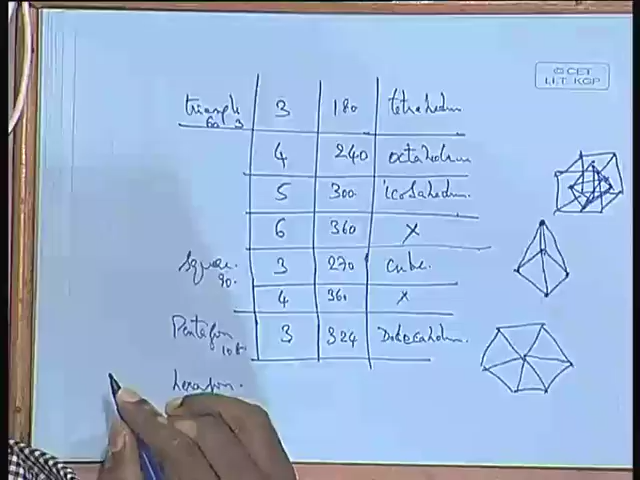 © CET
I.I.T. KGP
triangle 3 180 tetrahedron
60 3
4 240 octahedron
5 300 icosahedron
6 360 X
Square 3 270 cube.
90.
4 360 X
Pentagon 3 324 Dodecahedron
108
hexagon.